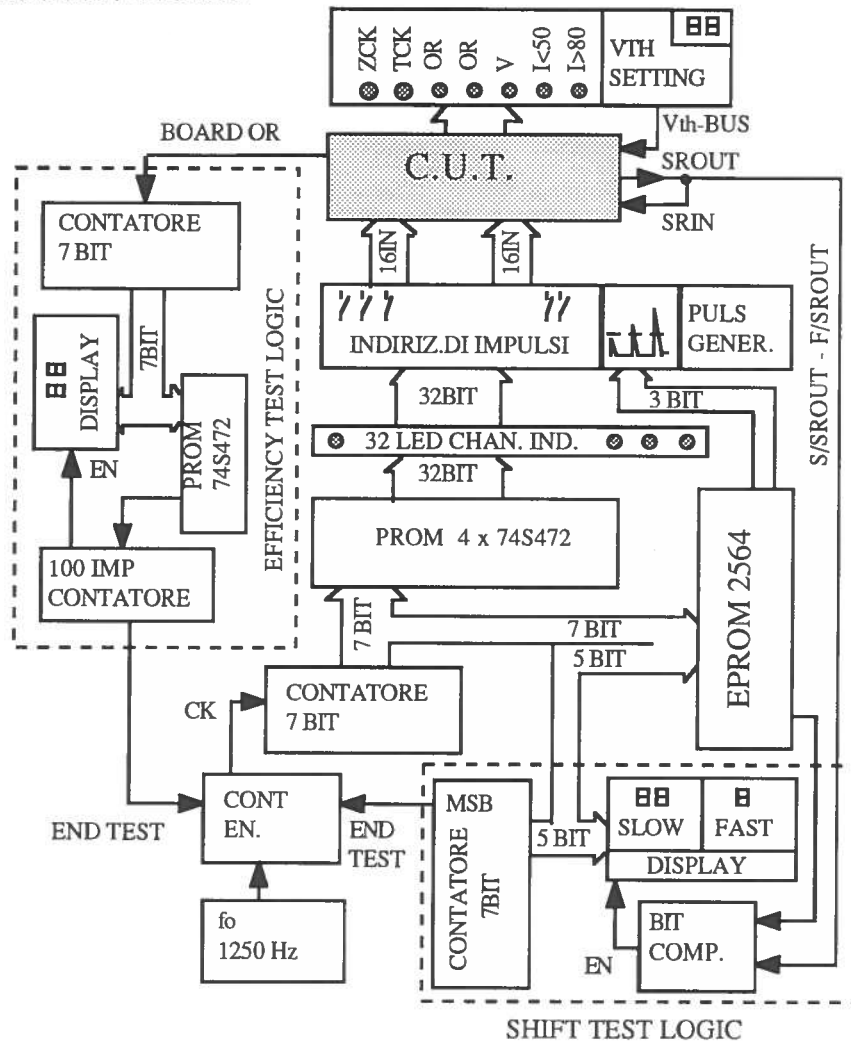 ZCK
TCK
OR
OR
V
I<50
I>80
VTH
SETTING
Vth-BUS
BOARD OR
C.U.T.
SROUT
SRIN
16IN
16IN
CONTATORE
7 BIT
7BIT
DISPLAY
PROM
74S472
EN
100 IMP
CONTATORE
EFFICIENCY TEST LOGIC
INDIRIZ.DI IMPULSI
PULS
GENER.
32BIT
3 BIT
S/SROUT - F/SROUT
32 LED CHAN. IND.
32BIT
PROM 4 x 74S472
EPROM 2564
7 BIT
7 BIT
5 BIT
CONTATORE
7 BIT
CK
CONT
EN.
END TEST
END
TEST
fo
1250 Hz
MSB
CONTATORE
7BIT
5 BIT
SLOW
FAST
DISPLAY
BIT
COMP.
EN
SHIFT TEST LOGIC